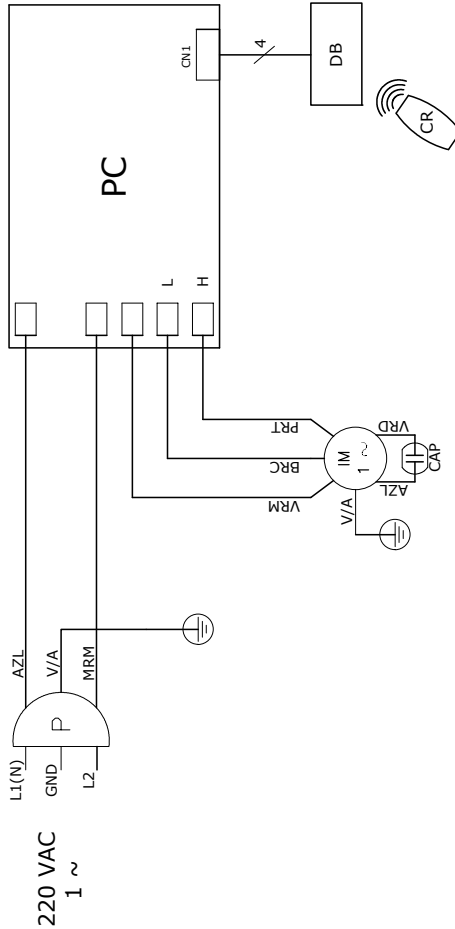 220 VAC
1 ~
L1(N)
GND
L2
P
AZL
V/A
MRM
PC
CN1
4
DB
CR
L
H
PRT
BRC
VRM
IM
1 ~
V/A
AZL
VRD
CAP